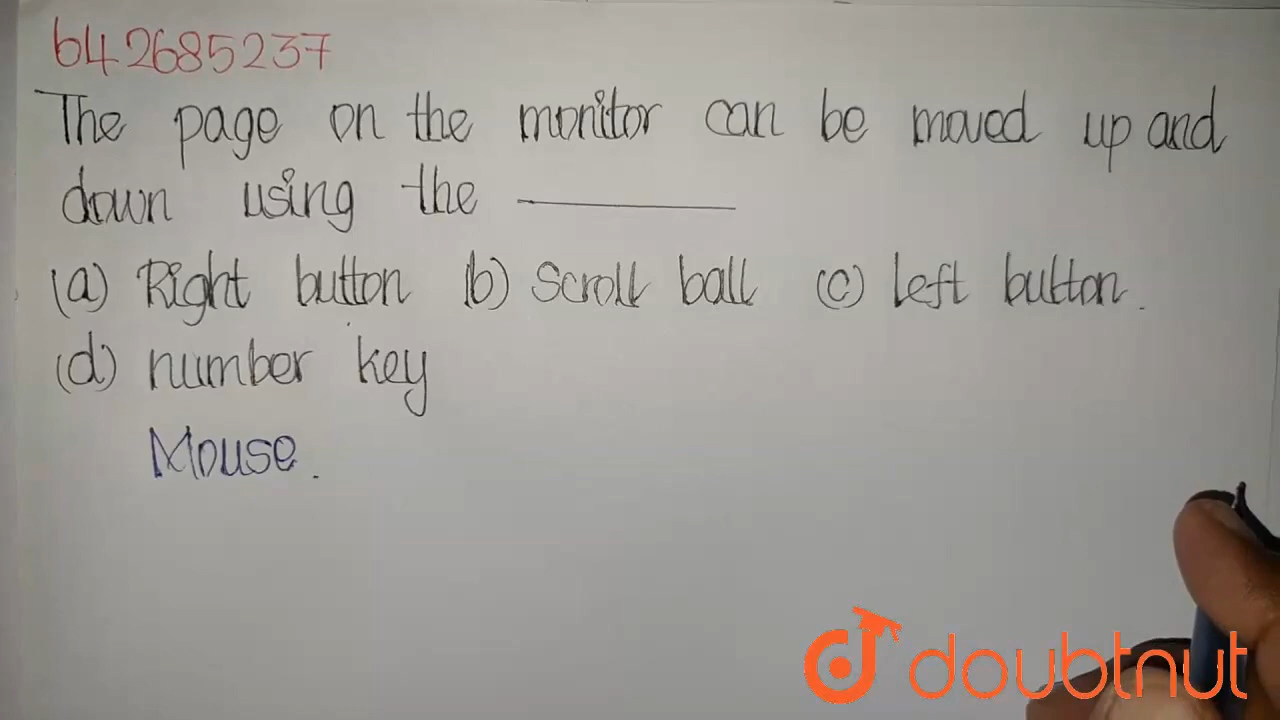 642685237
The page on the monitor can be moved up and
down using the ________
(a) Right button (b) Scroll ball (c) left button.
(d) number key
Mouse.
doubtnut